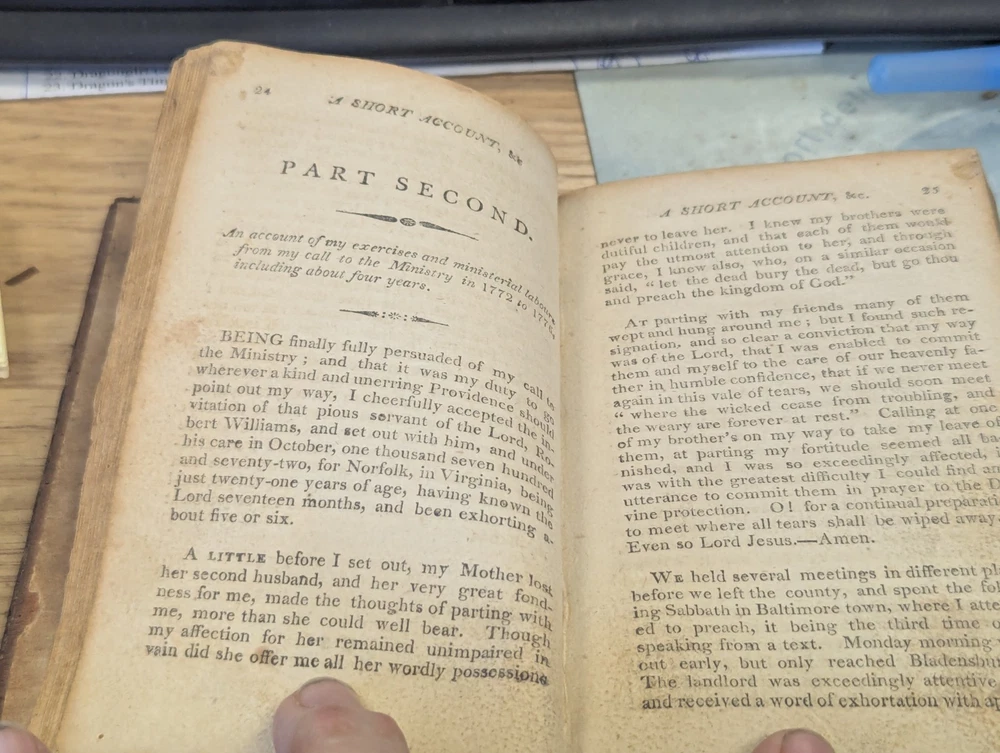 23 Dragon's Tim
24
A SHORT ACCOUNT, &c
PART SECOND.
An account of my exercises and ministerial labours
from my call to the Ministry in 1772 to 1776,
including about four years.
BEING finally fully persuaded of my call to
the Ministry; and that it was my duty to go
wherever a kind and unerring Providence should
point out my way, I cheerfully accepted the in-
vitation of that pious servant of the Lord, Ro-
bert Williams, and set out with him, and under
his care in October, one thousand seven hundred
and seventy-two, for Norfolk, in Virginia, being
just twenty-one years of age, having known the
Lord seventeen months, and been exhorting a-
bout five or six.
A LITTLE before I set out, my Mother lost
her second husband, and her very great fond-
ness for me, made the thoughts of parting with
me, more than she could well bear. Though
my affection for her remained unimpaired in
vain did she offer me all her wordly possessions
A SHORT ACCOUNT, &c.
25
never to leave her. I knew my brothers were
dutiful children, and that each of them would
pay the utmost attention to her, and through
grace, I knew also, who, on a similar occasion
said, "let the dead bury the dead, but go thou
and preach the kingdom of God."
AT parting with my friends many of them
wept and hung around me; but I found such re-
signation, and so clear a conviction that my way
was of the Lord, that I was enabled to commit
them and myself to the care of our heavenly fa-
ther in humble confidence, that if we never meet
again in this vale of tears, we should soon meet
"where the wicked cease from troubling, and
the weary are forever at rest." Calling at one
of my brother's on my way to take my leave of
them, at parting my fortitude seemed all ba
nished, and I was so exceedingly affected, i
was with the greatest difficulty I could find an
utterance to commit them in prayer to the D
vine protection. O! for a continual preparati
to meet where all tears shall be wiped away
Even so Lord Jesus.—Amen.
WE held several meetings in different pl
before we left the county, and spent the fol
ing Sabbath in Baltimore town, where I atte
ed to preach, it being the third time o
speaking from a text. Monday morning
out early, but only reached Bladensbu
The landlord was exceedingly attentive
and received a word of exhortation with ap